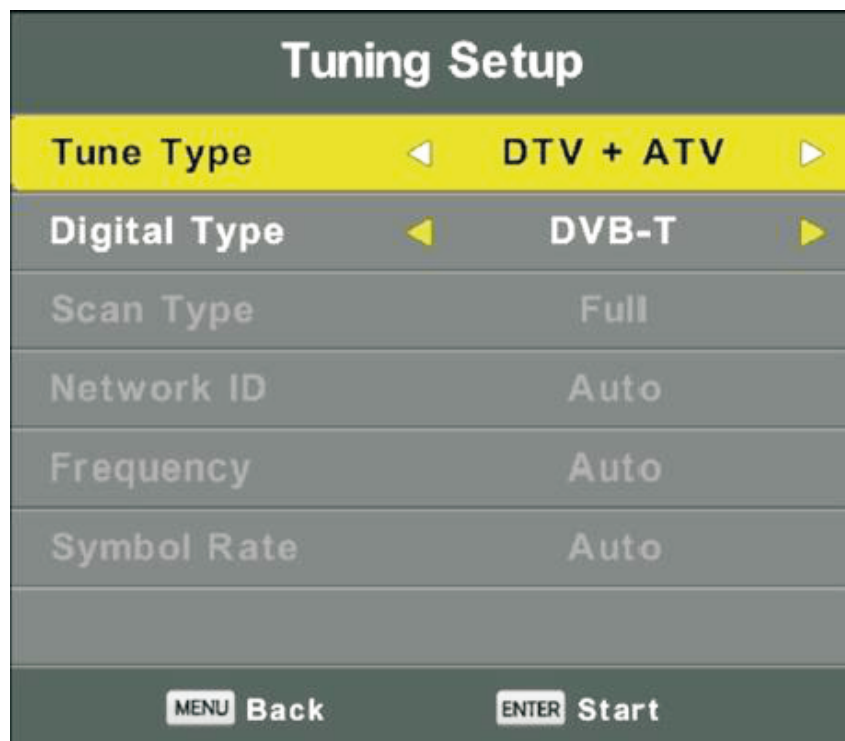 Tuning Setup
Tune Type DTV + ATV
Digital Type DVB-T
Scan Type Full
Network ID Auto
Frequency Auto
Symbol Rate Auto
MENU Back ENTER Start